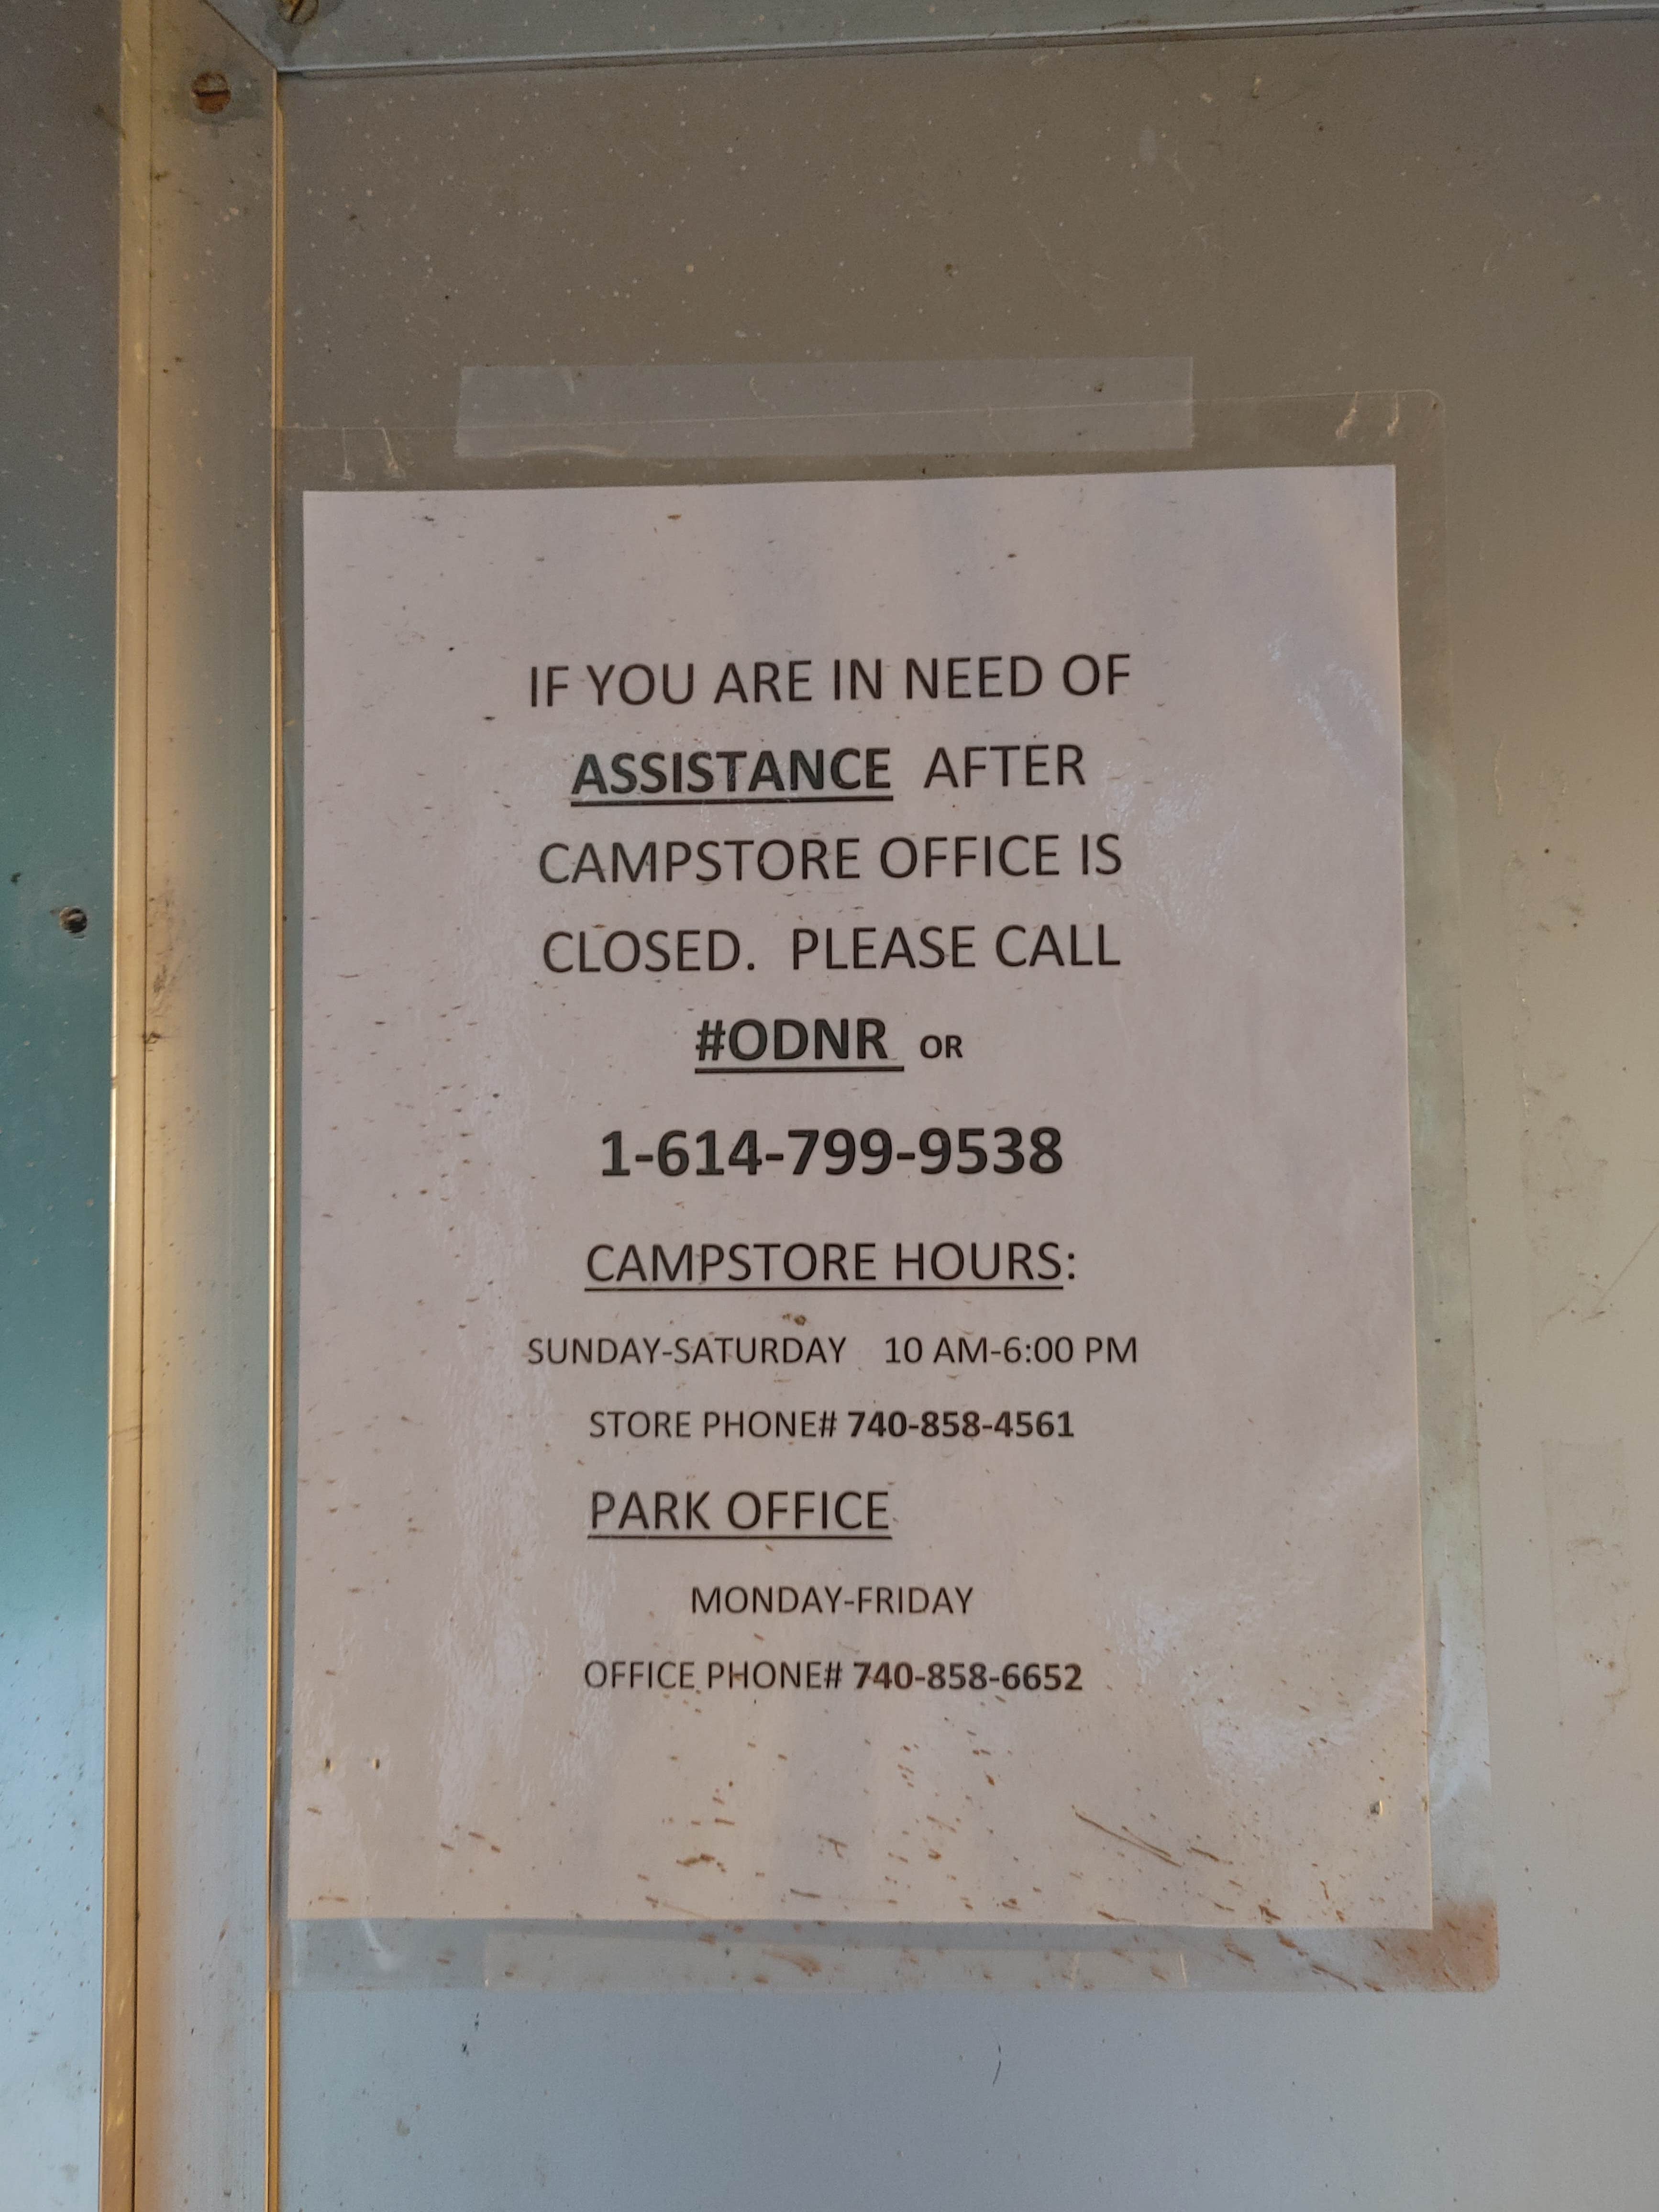 IF YOU ARE IN NEED OF
ASSISTANCE AFTER
CAMPSTORE OFFICE IS
CLOSED. PLEASE CALL
#ODNR OR
1-614-799-9538
CAMPSTORE HOURS:
SUNDAY-SATURDAY 10 AM-6:00 PM
STORE PHONE# 740-858-4561
PARK OFFICE
MONDAY-FRIDAY
OFFICE PHONE# 740-858-6652